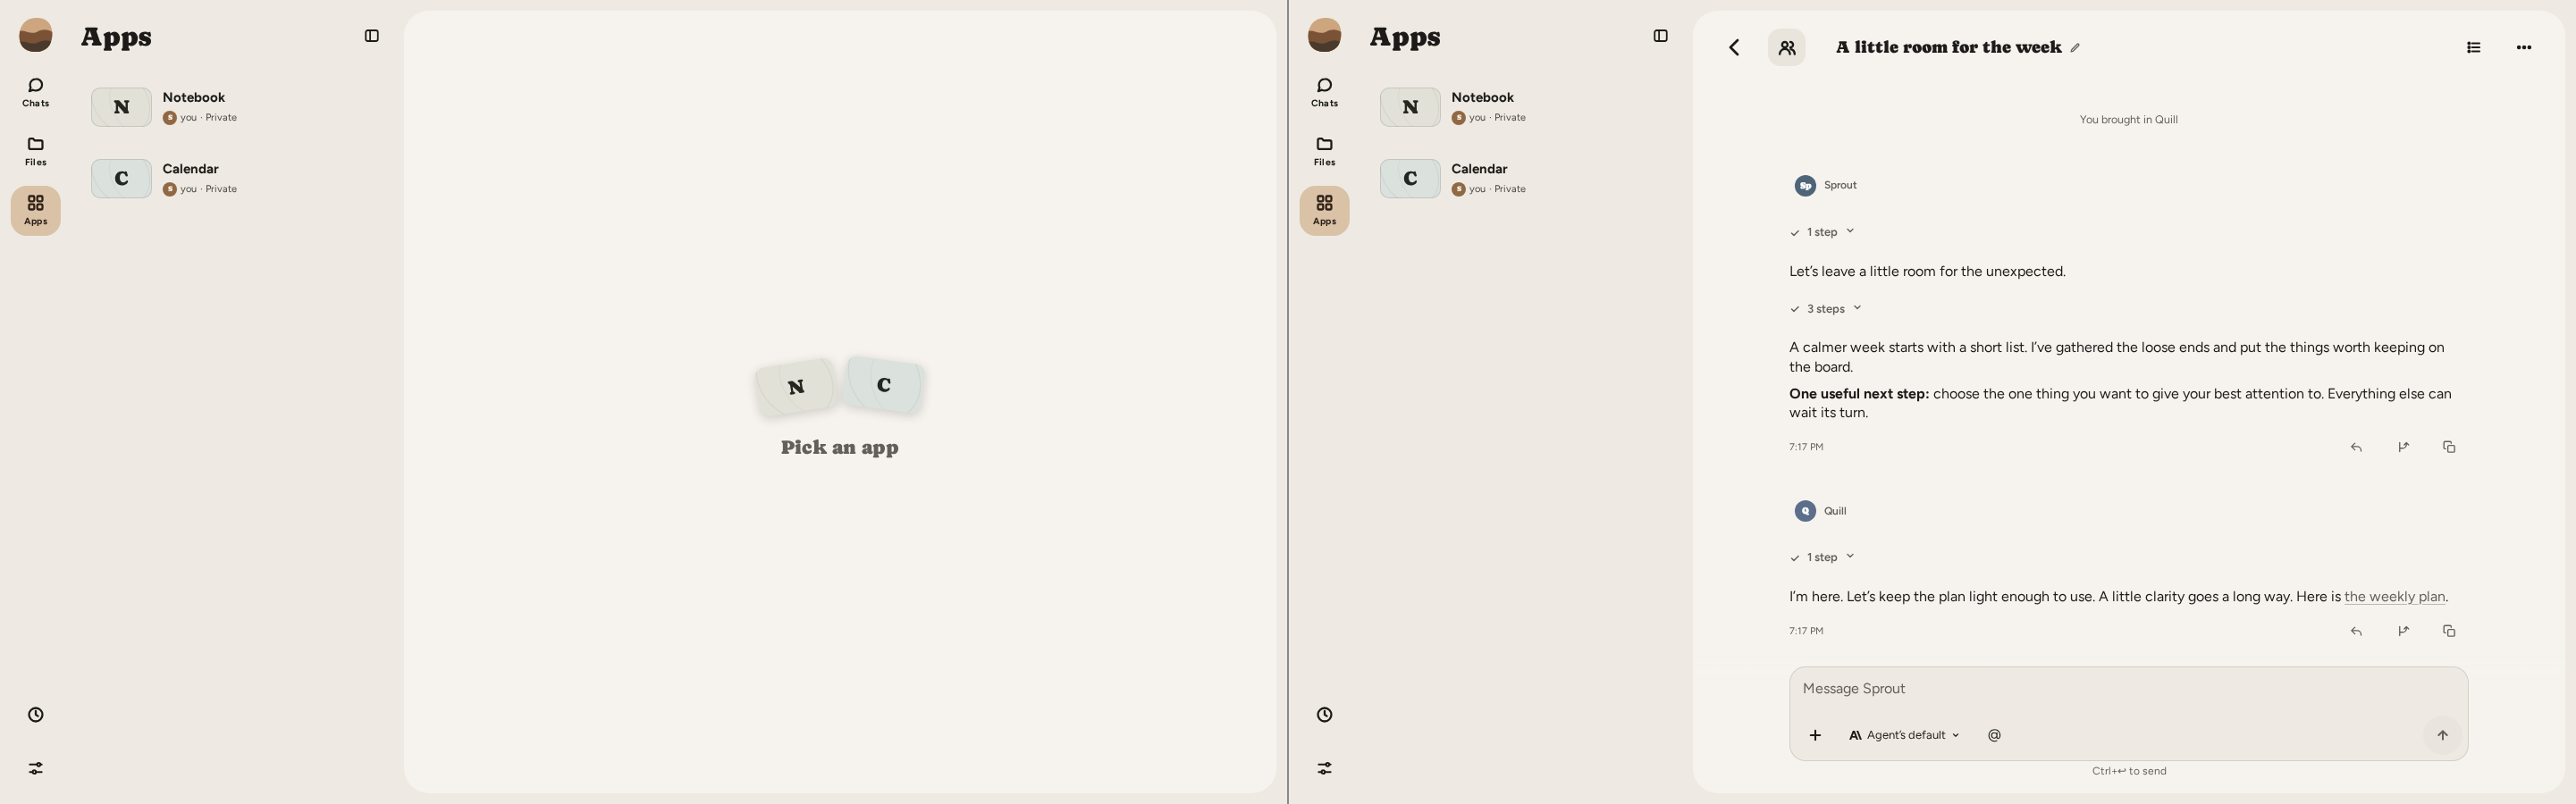 Apps
Chats
Files
Apps
N
Notebook
S you · Private
C
Calendar
S you · Private
N
C
Pick an app
Apps
Chats
Files
Apps
N
Notebook
S you · Private
C
Calendar
S you · Private
A little room for the week
You brought in Quill
Sp Sprout
1 step
Let’s leave a little room for the unexpected.
3 steps
A calmer week starts with a short list. I’ve gathered the loose ends and put the things worth keeping on
the board.
One useful next step: choose the one thing you want to give your best attention to. Everything else can
wait its turn.
7:17 PM
Q Quill
1 step
I’m here. Let’s keep the plan light enough to use. A little clarity goes a long way. Here is the weekly plan.
7:17 PM
Message Sprout
A\ Agent’s default
@
Ctrl+↩ to send